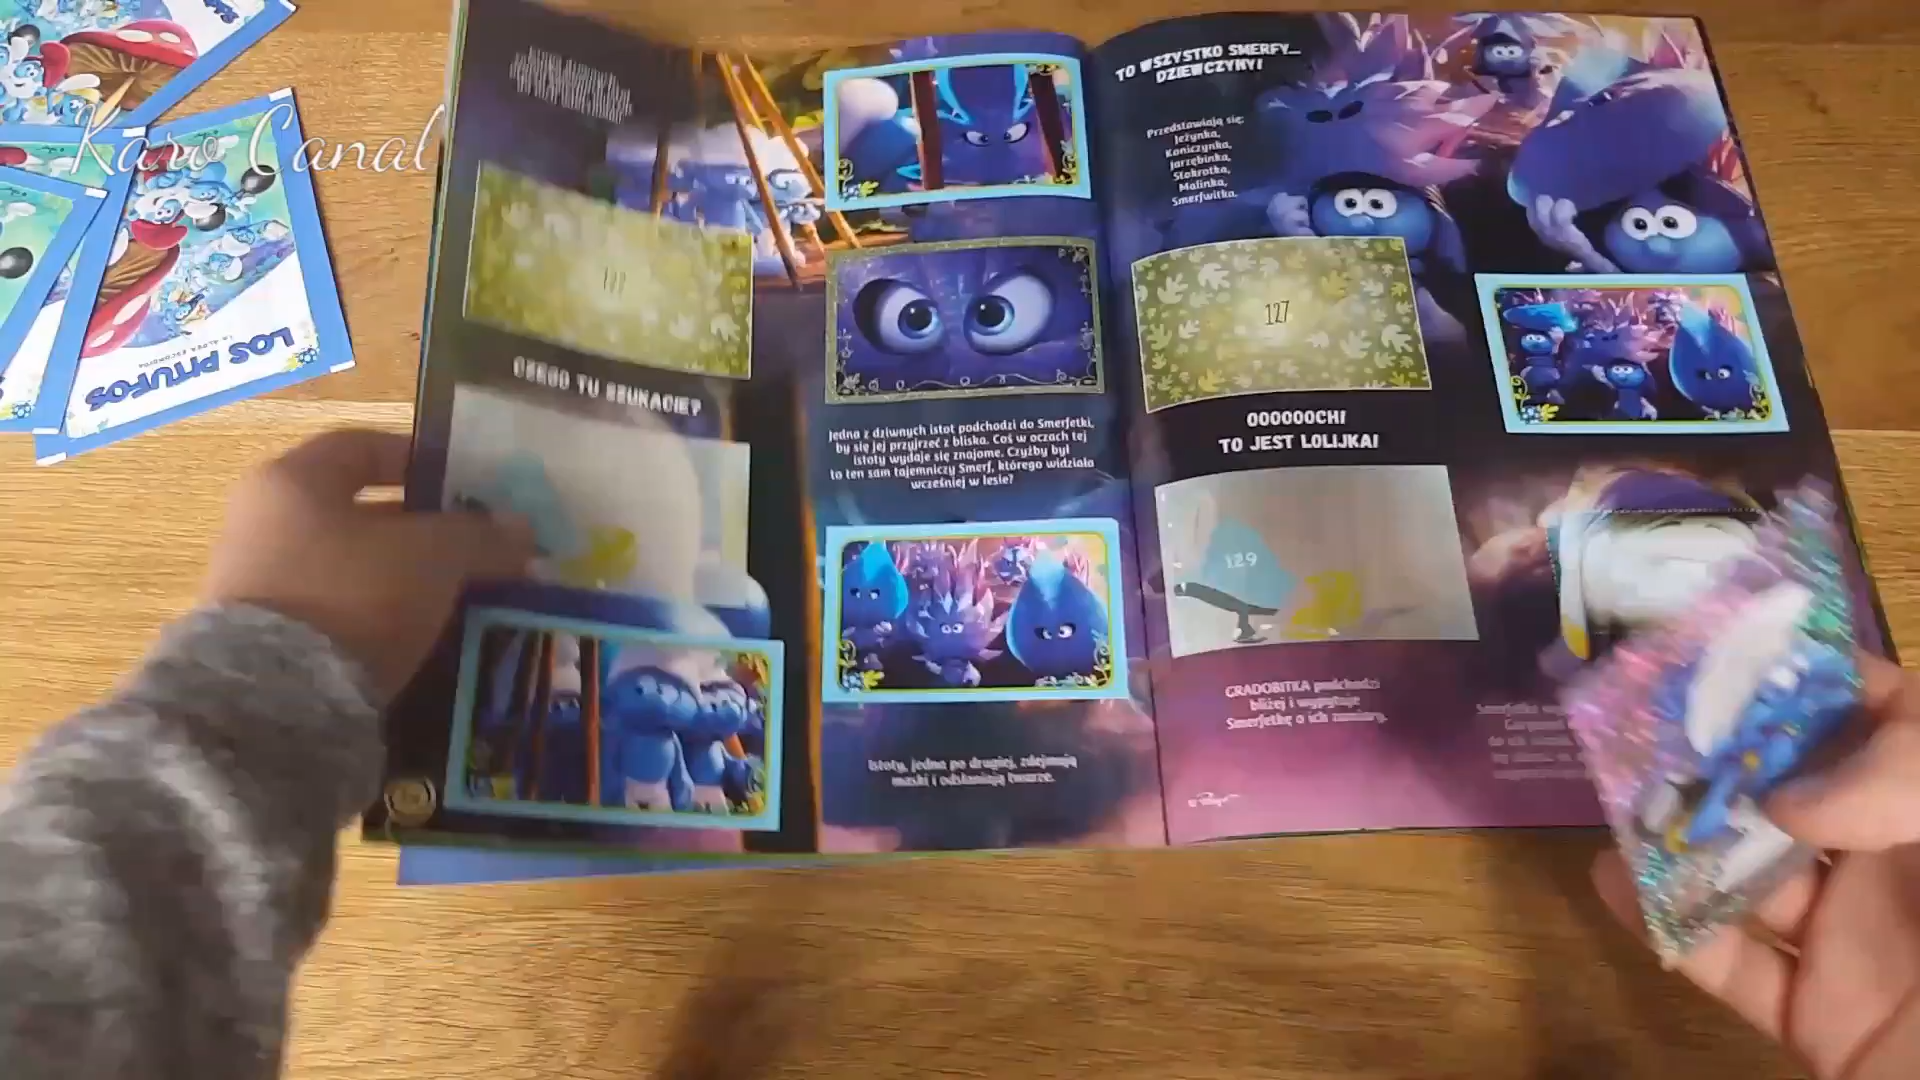 Karo Canal
LOS PITUFOS
LA ALDEA ESCONDIDA
CZEGO TU SZUKACIE?
Jedna z dziwnych istot podchodzi do Smerfetki,
by się jej przyjrzeć z bliska. Coś w oczach tej
istoty wydaje się znajome. Czyżby był
to ten sam tajemniczy Smerf, którego widziała
wcześniej w lesie?
Istoty, jedna po drugiej, zdejmują
maski i odsłaniają twarze.
TO WSZYSTKO SMERFY...
DZIEWCZYNY!
Przedstawiają się:
Jeżynka,
Koniczynka,
Jarzębinka,
Stokrotka,
Malinka,
Smerfwitka.
127
OOOOOOCH!
TO JEST LOLIJKA!
129
GRADOBITKA podchodzi
bliżej i wypytuje
Smerfetkę o ich zamiary.